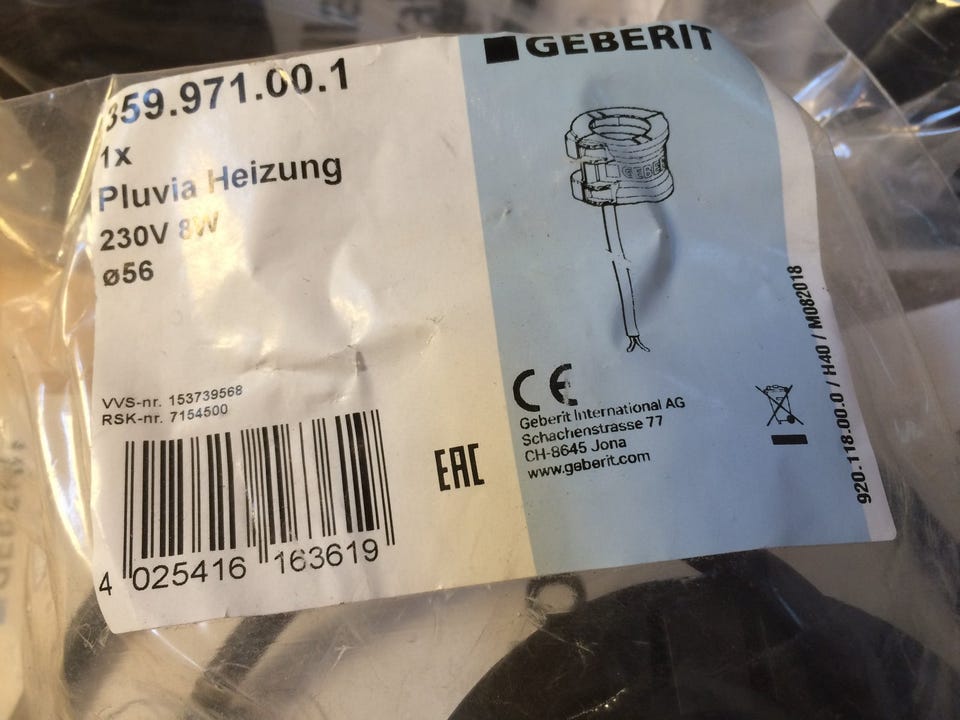 359.971.00.1
1x
Pluvia Heizung
230V 8W
ø56
VVS-nr. 153739568
RSK-nr. 7154500
4 025416 163619
EAC
GEBERIT
GEBE
CE
Geberit International AG
Schachenstrasse 77
CH-8645 Jona
www.geberit.com
920.118.00.0 / H40 / M082018